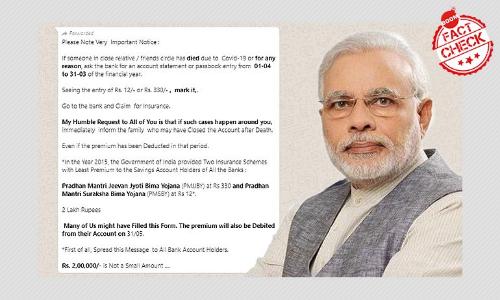 Forwarded
Please Note Very  Important Notice :
If someone in close relative / friends circle has died due to  Covid-19 or for any
reason, ask the bank for an account statement or passbook entry from  01-04
to 31-03 of the financial year.
Seeing the entry of Rs. 12/- or Rs. 330/- ,  mark it,.
Go to the bank and Claim  for Insurance.
My Humble Request to All of You is that if such cases happen around you,
immediately  inform the family  who may have Closed the Account after Death.
Even if the premium has been Deducted in that period.
*In the Year 2015, the Government of India provided Two Insurance Schemes
with Least Premium to the Savings Account Holders of All the Banks :
Pradhan Mantri Jeevan Jyoti Bima Yojana (PMJJBY) at Rs 330 and Pradhan
Mantri Suraksha Bima Yojana (PMSBY) at Rs 12*.
2 Lakh Rupees
Many of Us might have Filled this Form. The premium will also be Debited
from their Account on 31/05.
*First of all, Spread this Message  to All Bank Account Holders.
Rs. 2,00,000/- Is Not a Small Amount ...
BOOM
FACT
CHECK